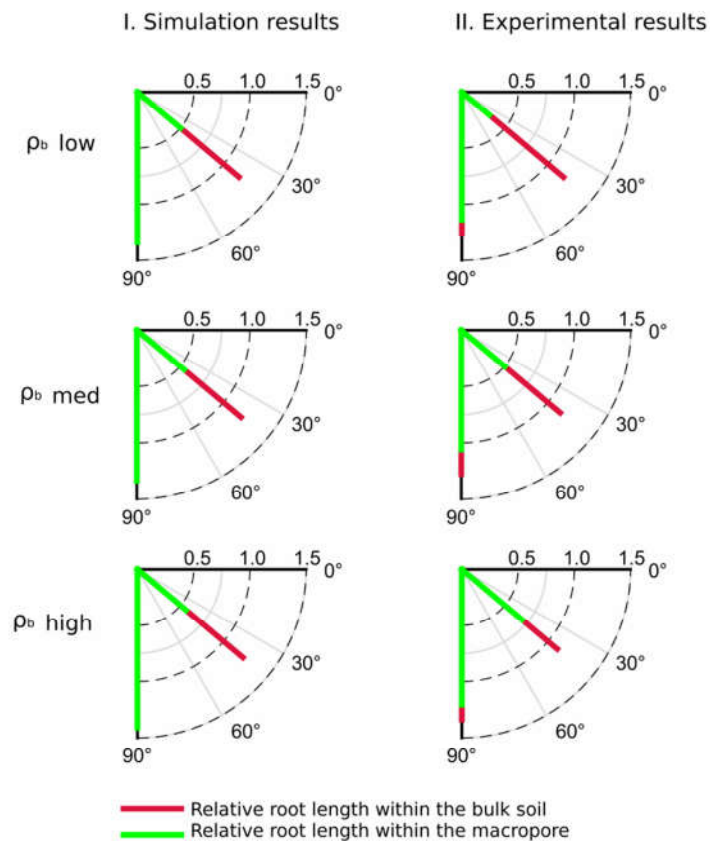 I. Simulation results
II. Experimental results
ρb low
0.5 1.0 1.5
0°
30°
60°
90°
0.5 1.0 1.5
0°
30°
60°
90°
ρb med
0.5 1.0 1.5
0°
30°
60°
90°
0.5 1.0 1.5
0°
30°
60°
90°
ρb high
0.5 1.0 1.5
0°
30°
60°
90°
0.5 1.0 1.5
0°
30°
60°
90°
Relative root length within the bulk soil
Relative root length within the macropore